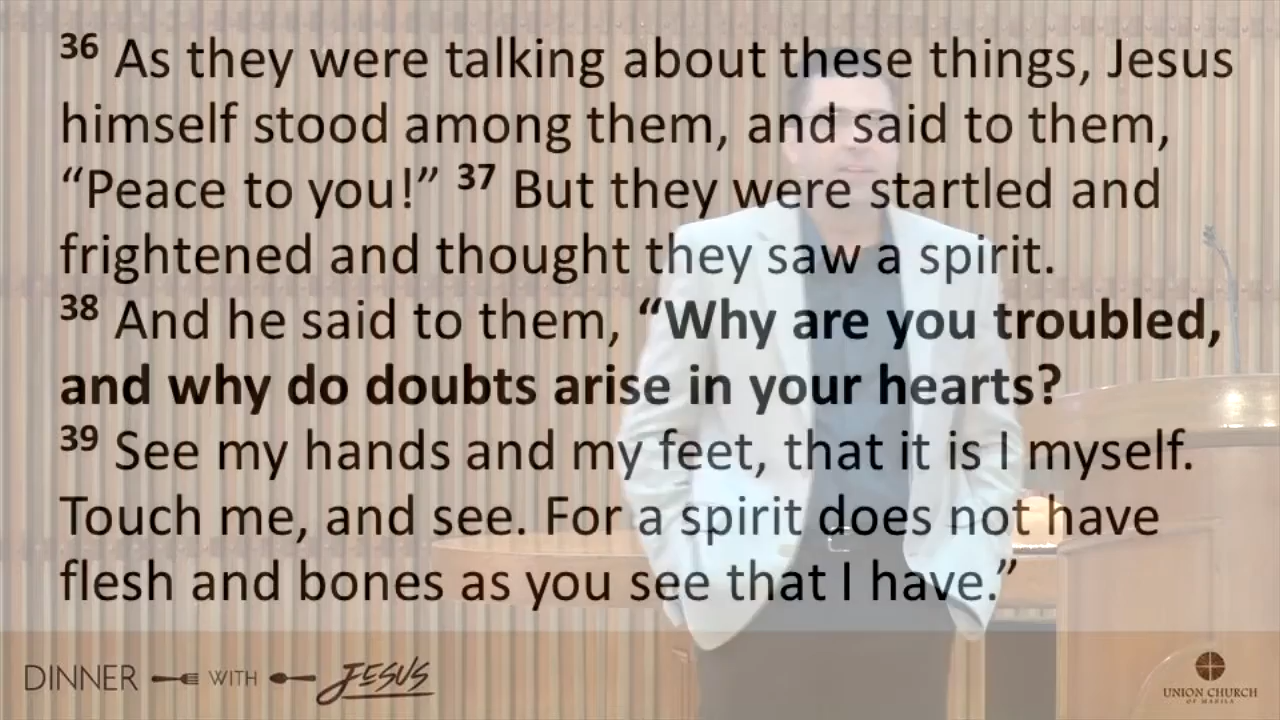 36 As they were talking about these things, Jesus
himself stood among them, and said to them,
“Peace to you!” 37 But they were startled and
frightened and thought they saw a spirit.
38 And he said to them, “Why are you troubled,
and why do doubts arise in your hearts?
39 See my hands and my feet, that it is I myself.
Touch me, and see. For a spirit does not have
flesh and bones as you see that I have.”
DINNER WITH JESUS
UNION CHURCH
OF MANILA